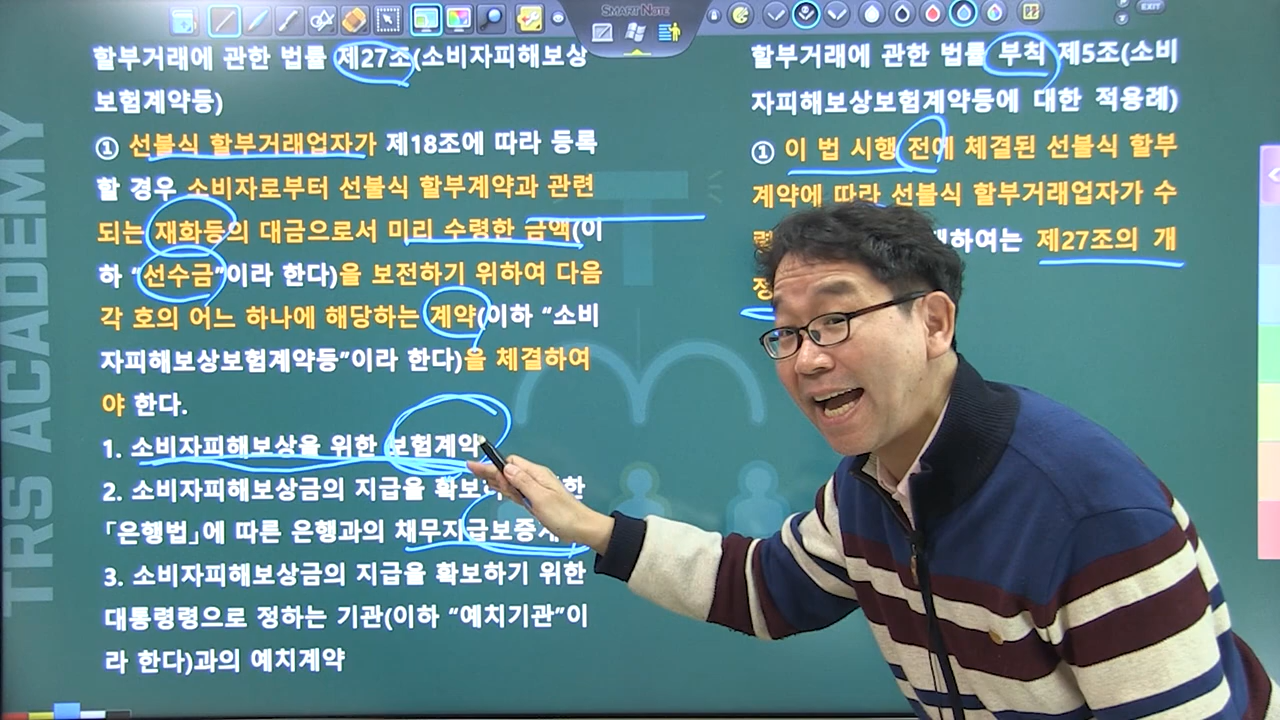 SMART NOTE
EXIT
TRS ACADEMY
할부거래에 관한 법률 제27조(소비자피해보상
보험계약등)
① 선불식 할부거래업자가 제18조에 따라 등록
할 경우 소비자로부터 선불식 할부계약과 관련
되는 재화등의 대금으로서 미리 수령한 금액(이
하 “선수금”이라 한다)을 보전하기 위하여 다음
각 호의 어느 하나에 해당하는 계약(이하 “소비
자피해보상보험계약등”이라 한다)을 체결하여
야 한다.
1. 소비자피해보상을 위한 보험계약
2. 소비자피해보상금의 지급을 확보하 한
「은행법」에 따른 은행과의 채무지급보증계
3. 소비자피해보상금의 지급을 확보하기 위한
대통령령으로 정하는 기관(이하 “예치기관”이
라 한다)과의 예치계약
할부거래에 관한 법률 부칙 제5조(소비
자피해보상보험계약등에 대한 적용례)
① 이 법 시행 전에 체결된 선불식 할부
계약에 따라 선불식 할부거래업자가 수
령 하여는 제27조의 개
정